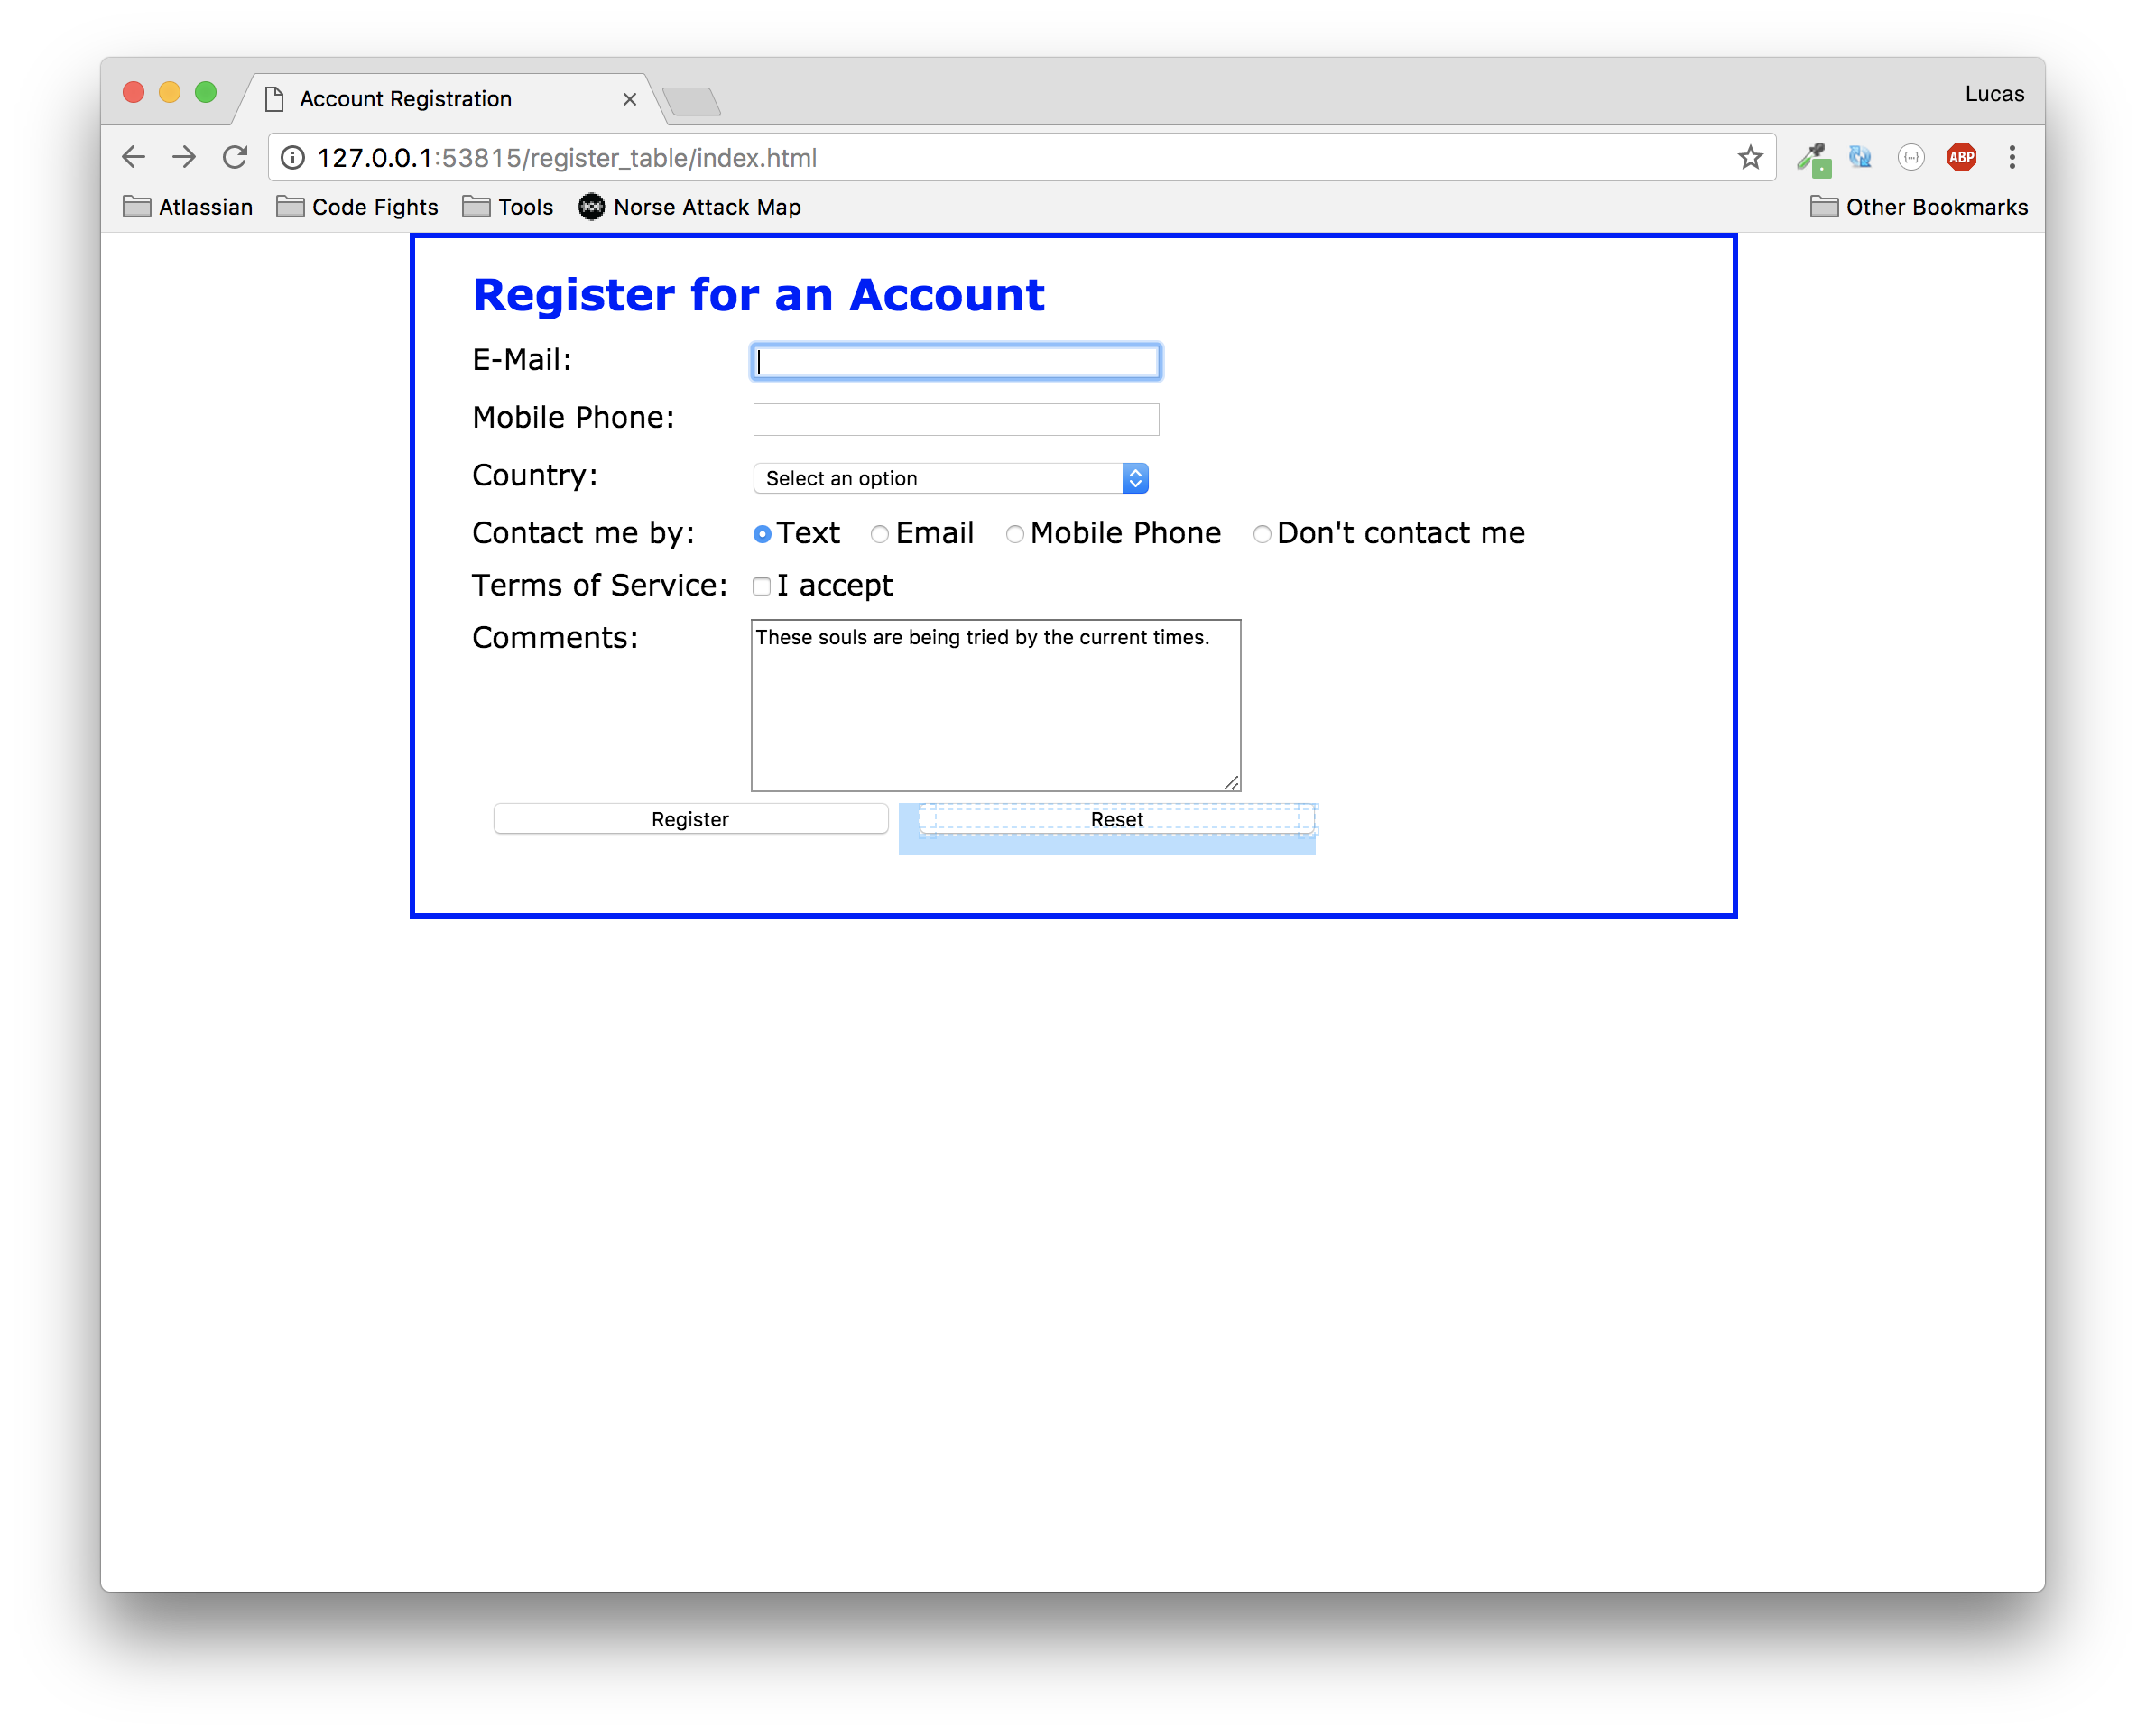 Account Registration
Lucas
127.0.0.1:53815/register_table/index.html
ABP
Atlassian Code Fights Tools Norse Attack Map Other Bookmarks
Register for an Account
E-Mail:
Mobile Phone:
Country: Select an option
Contact me by: Text Email Mobile Phone Don't contact me
Terms of Service: I accept
Comments: These souls are being tried by the current times.
Register Reset